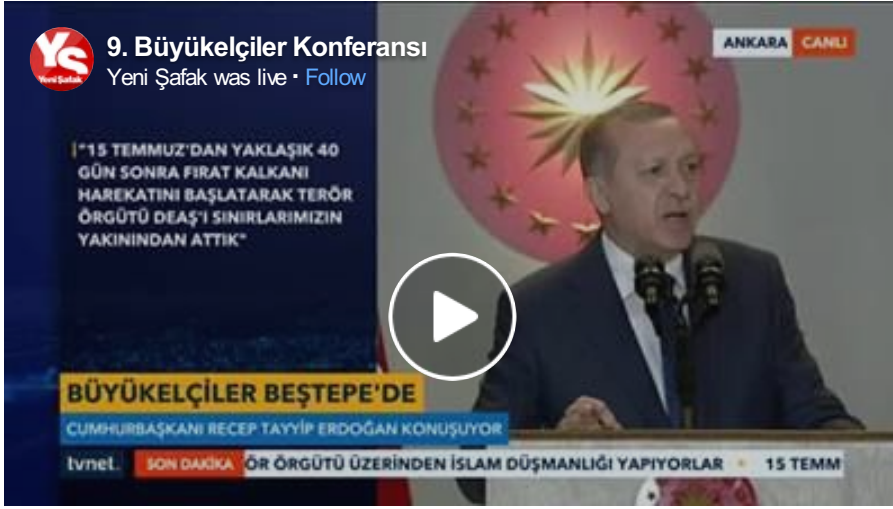 YS
Yeni Şafak
9. Büyükelçiler Konferansı
Yeni Şafak was live · Follow
ANKARA CANLI
"15 TEMMUZ'DAN YAKLAŞIK 40
GÜN SONRA FIRAT KALKANI
HAREKATINI BAŞLATARAK TERÖR
ÖRGÜTÜ DEAŞ'I SINIRLARIMIZIN
YAKININDAN ATTIK"
BÜYÜKELÇİLER BEŞTEPE'DE
CUMHURBAŞKANI RECEP TAYYİP ERDOĞAN KONUŞUYOR
tvnet. SON DAKİKA ÖR ÖRGÜTÜ ÜZERİNDEN İSLAM DÜŞMANLIĞI YAPIYORLAR • 15 TEMM